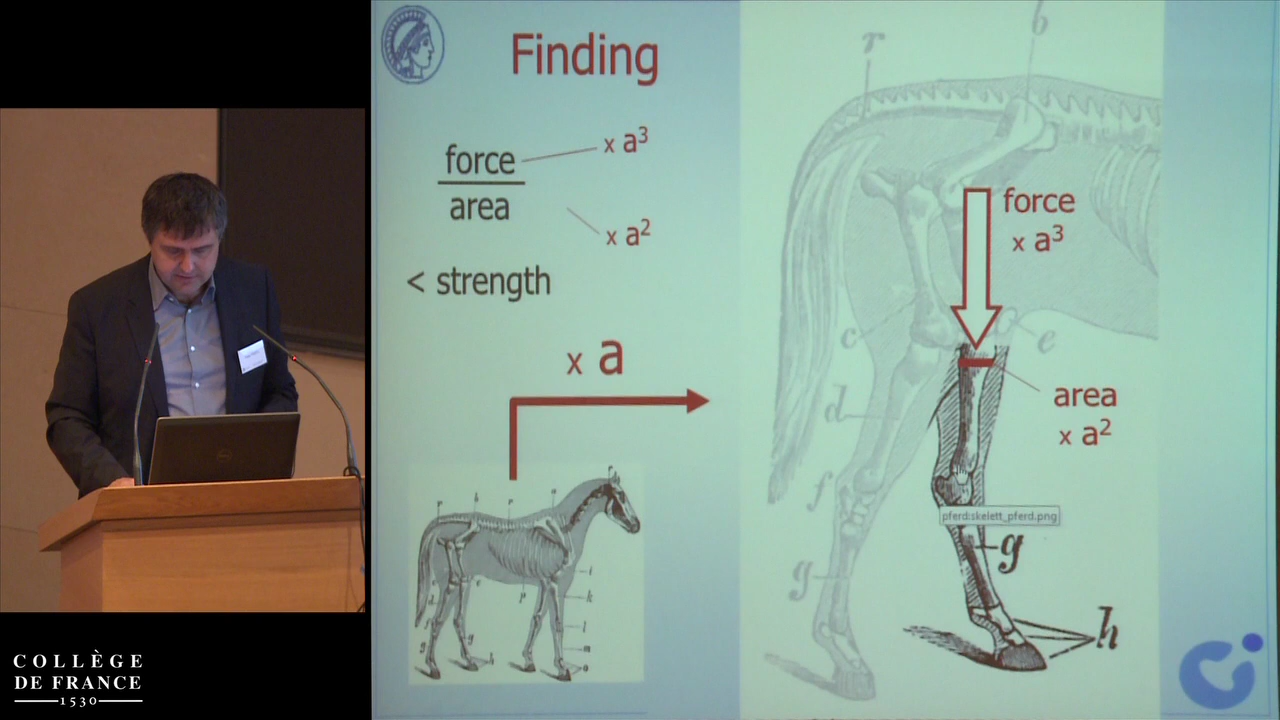 Finding
force
area
x a³
x a²
< strength
x a
r
b
force
x a³
c
e
area
x a²
d
f
pferd:skelett_pferd.png
g
g
h
COLLÈGE
DE FRANCE
1530